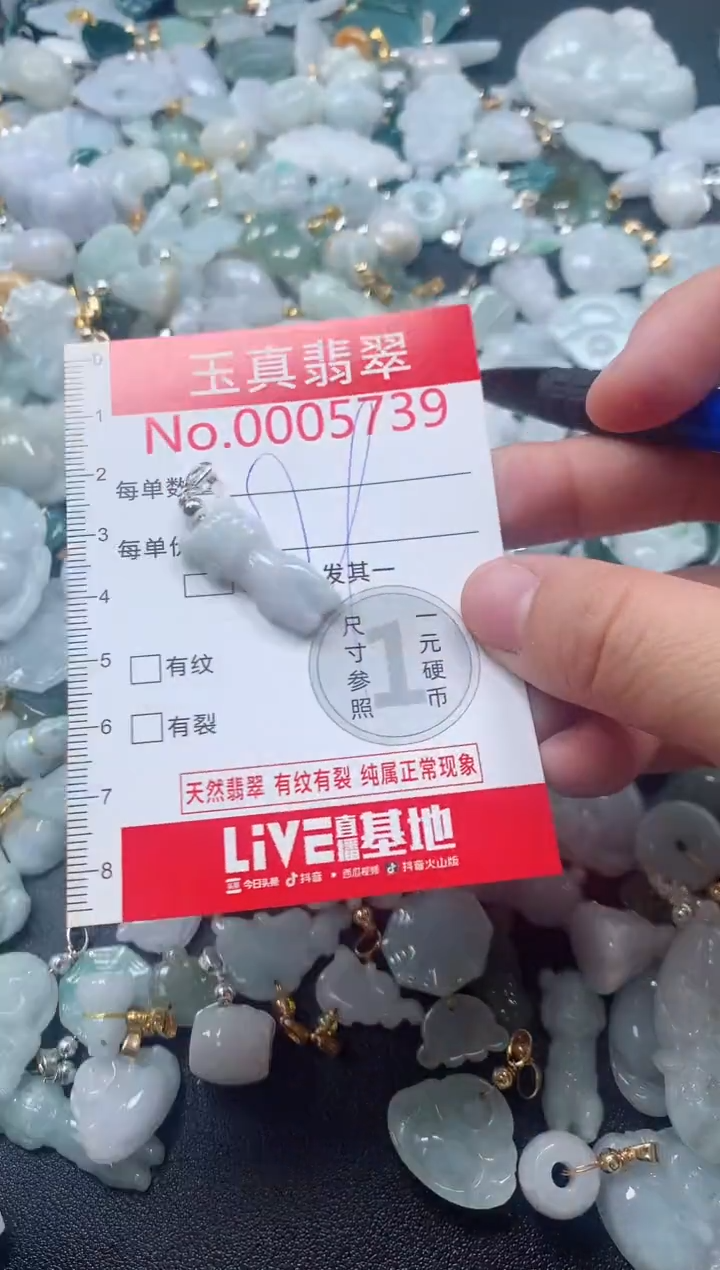 玉真翡翠
No.0005739
每单数
每单
发其一
有纹
有裂
尺寸参照
1
一元硬币
天然翡翠 有纹有裂 纯属正常现象
LiVE直播基地
今日头条 抖音 西瓜视频 抖音火山版
0
1
2
3
4
5
6
7
8